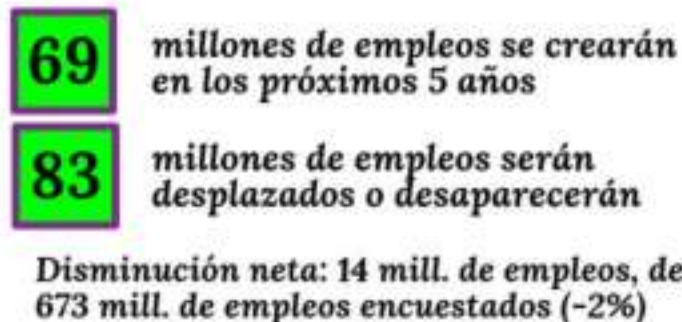 69
millones de empleos se crearán
en los próximos 5 años
83
millones de empleos serán
desplazados o desaparecerán
Disminución neta: 14 mill. de empleos, de
673 mill. de empleos encuestados (-2%)